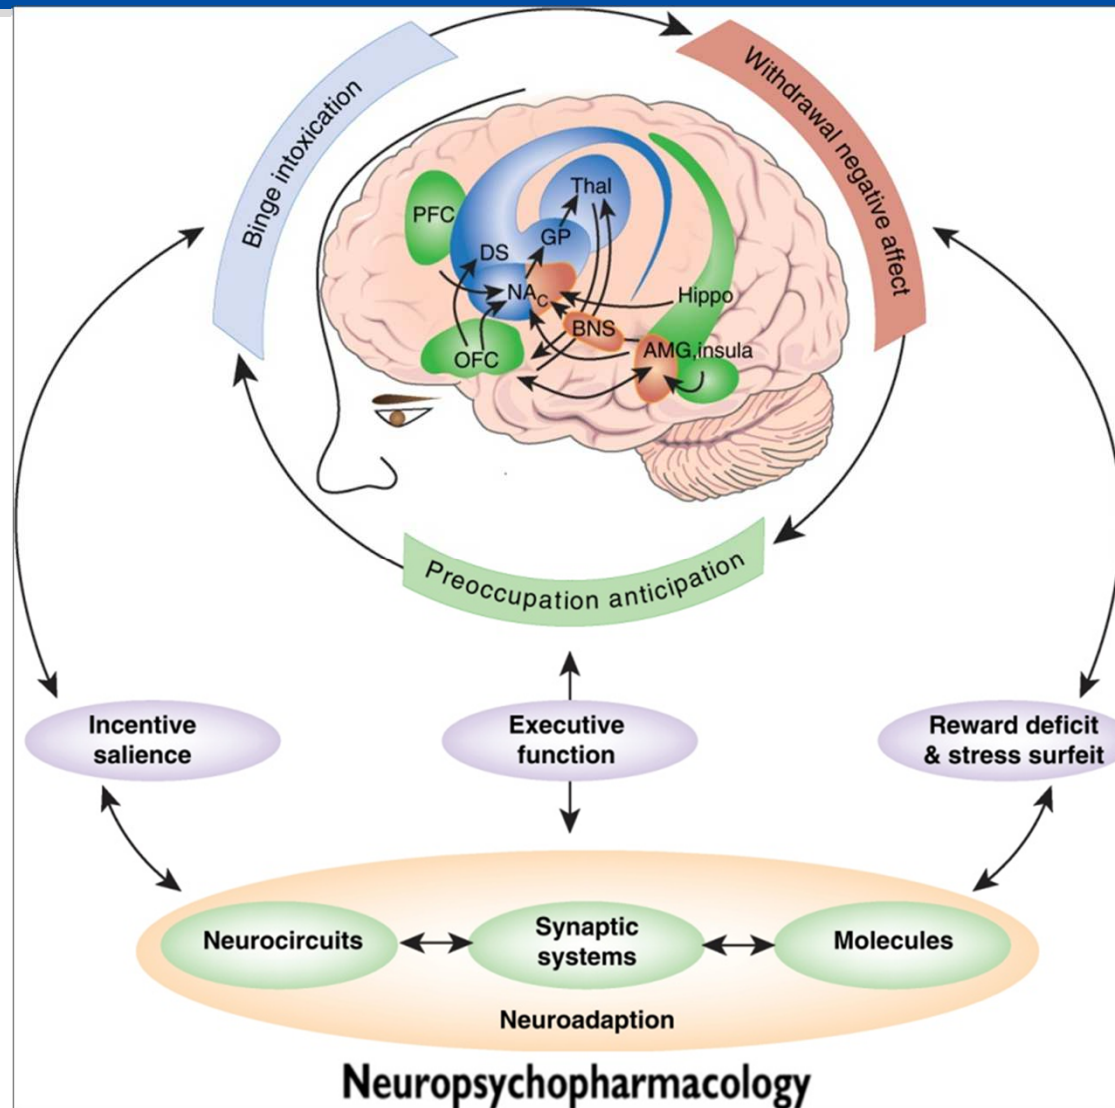 Binge intoxication
Withdrawal negative affect
PFC
Thal
DS
GP
NAC
Hippo
BNS
OFC
AMG,insula
Preoccupation anticipation
Incentive
salience
Executive
function
Reward deficit
& stress surfeit
Neurocircuits
Synaptic
systems
Molecules
Neuroadaption
Neuropsychopharmacology